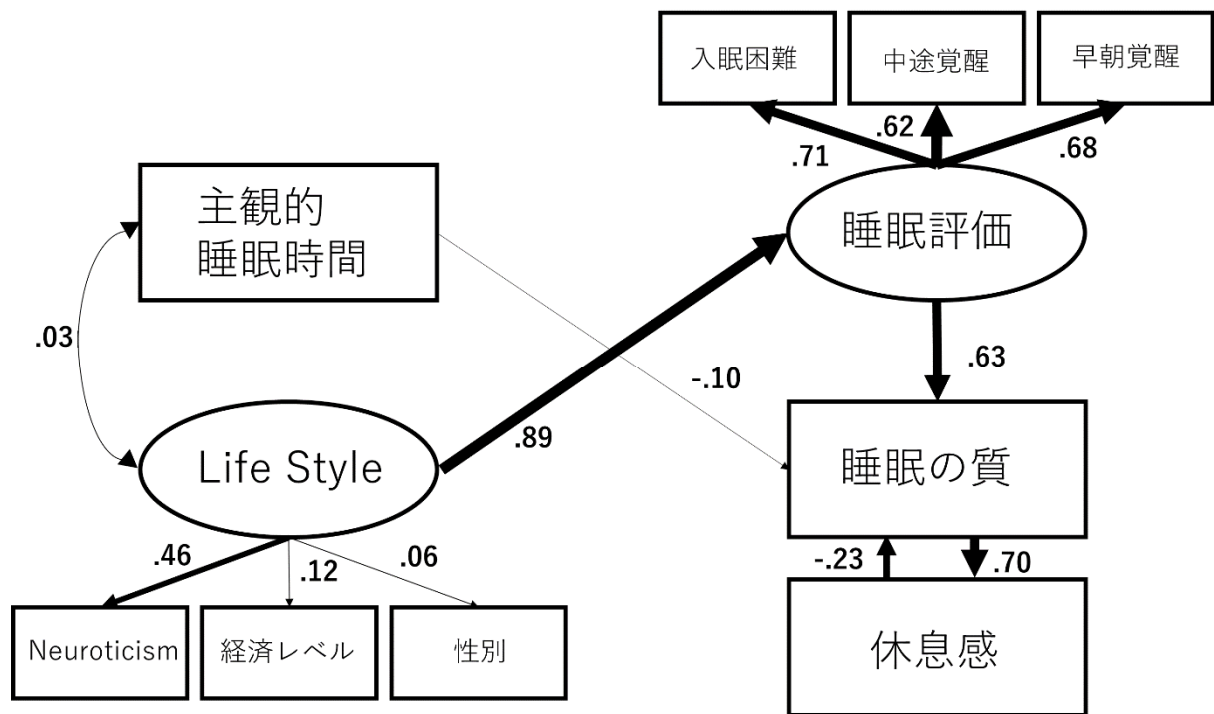 入眠困難
中途覚醒
早朝覚醒
.71
.62
.68
主観的
睡眠時間
睡眠評価
.03
-.10
.63
.89
Life Style
睡眠の質
.46
.12
.06
-.23
.70
Neuroticism
経済レベル
性別
休息感